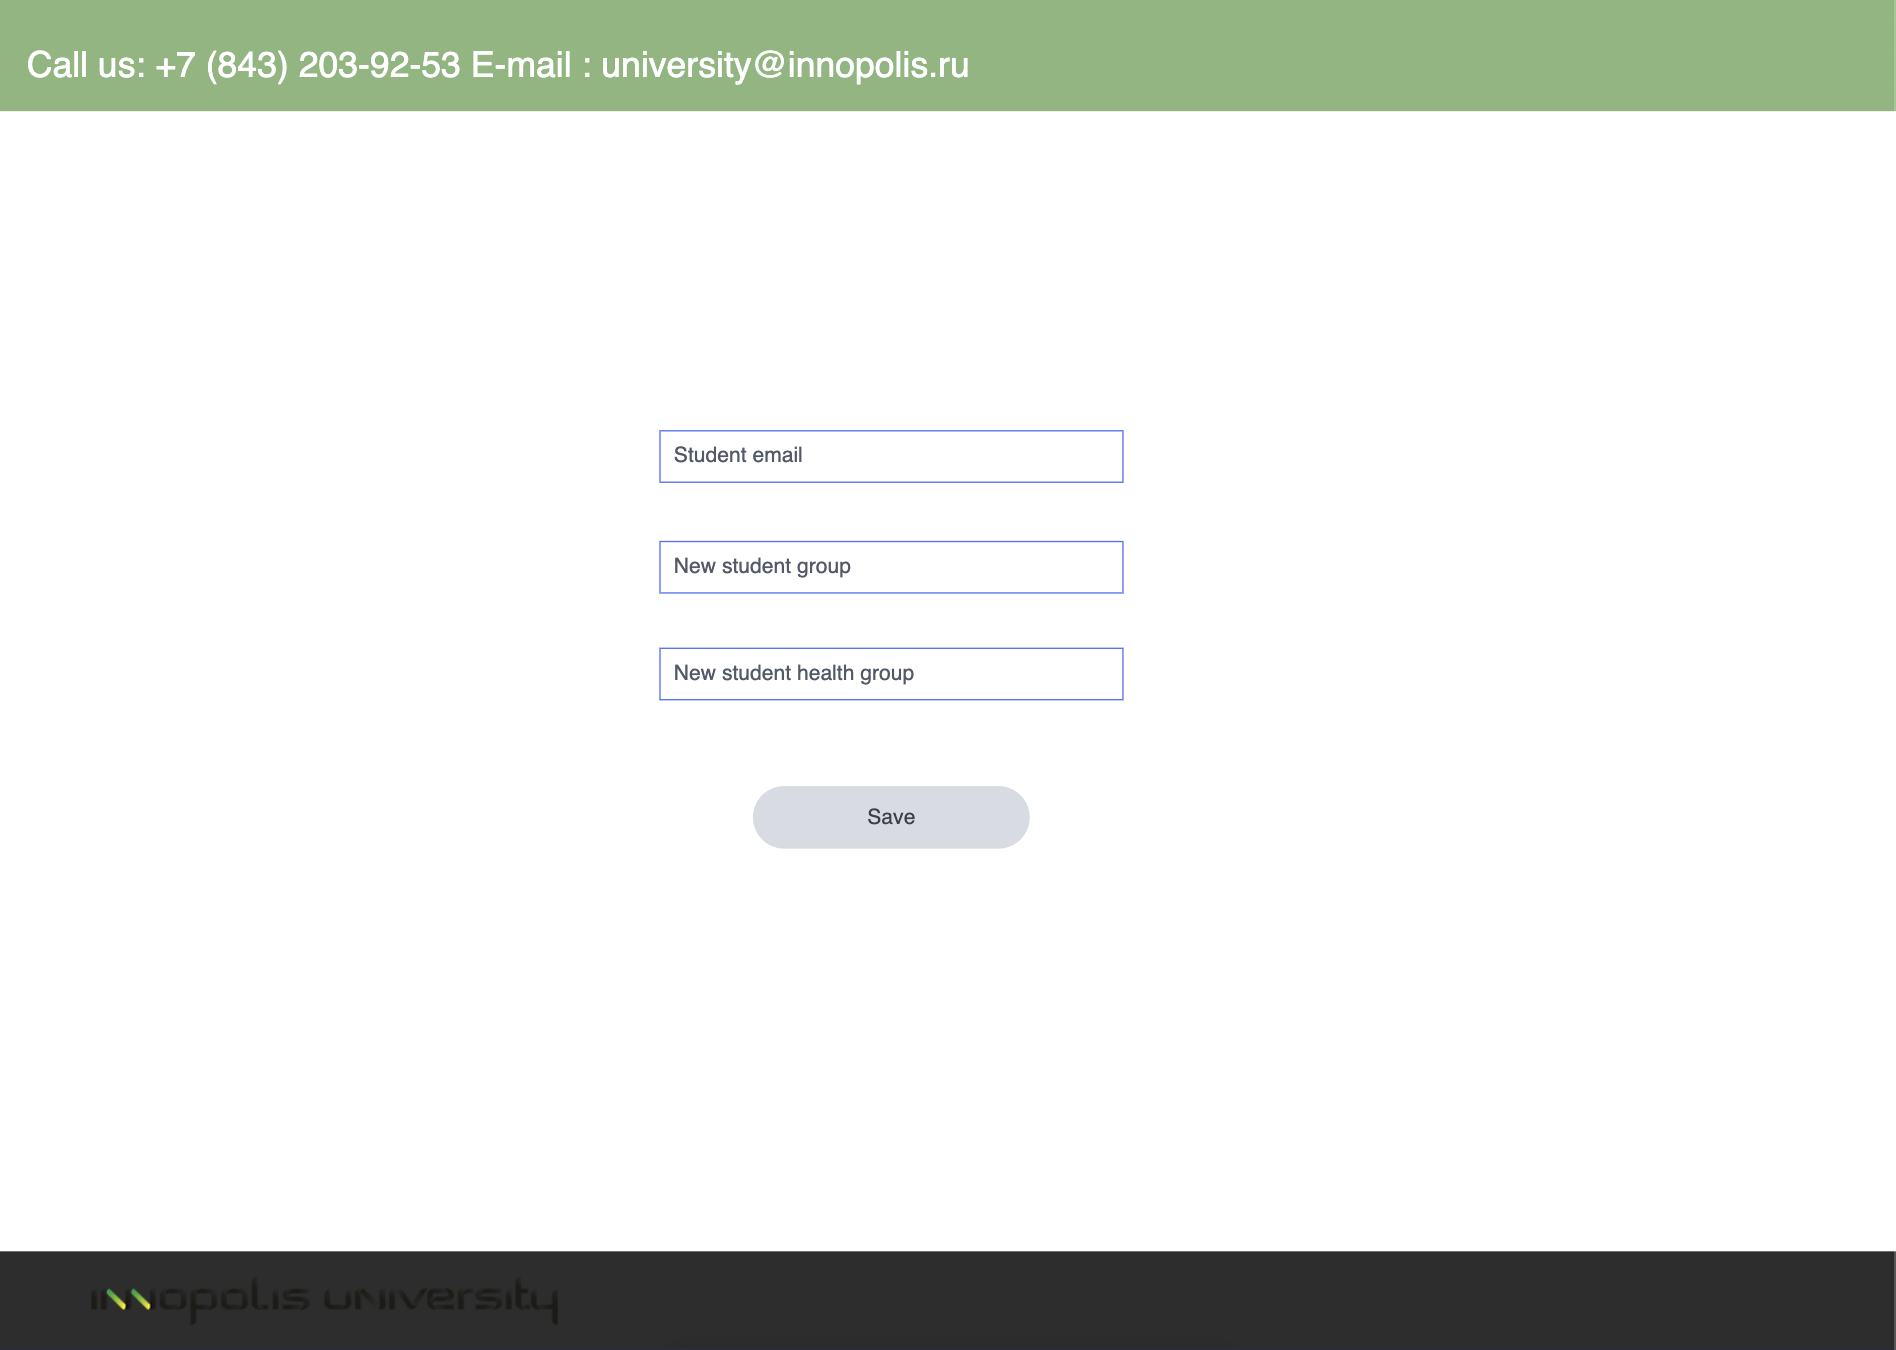 Call us: +7 (843) 203-92-53 E-mail : university@innopolis.ru
Student email
New student group
New student health group
Save
innopolis university